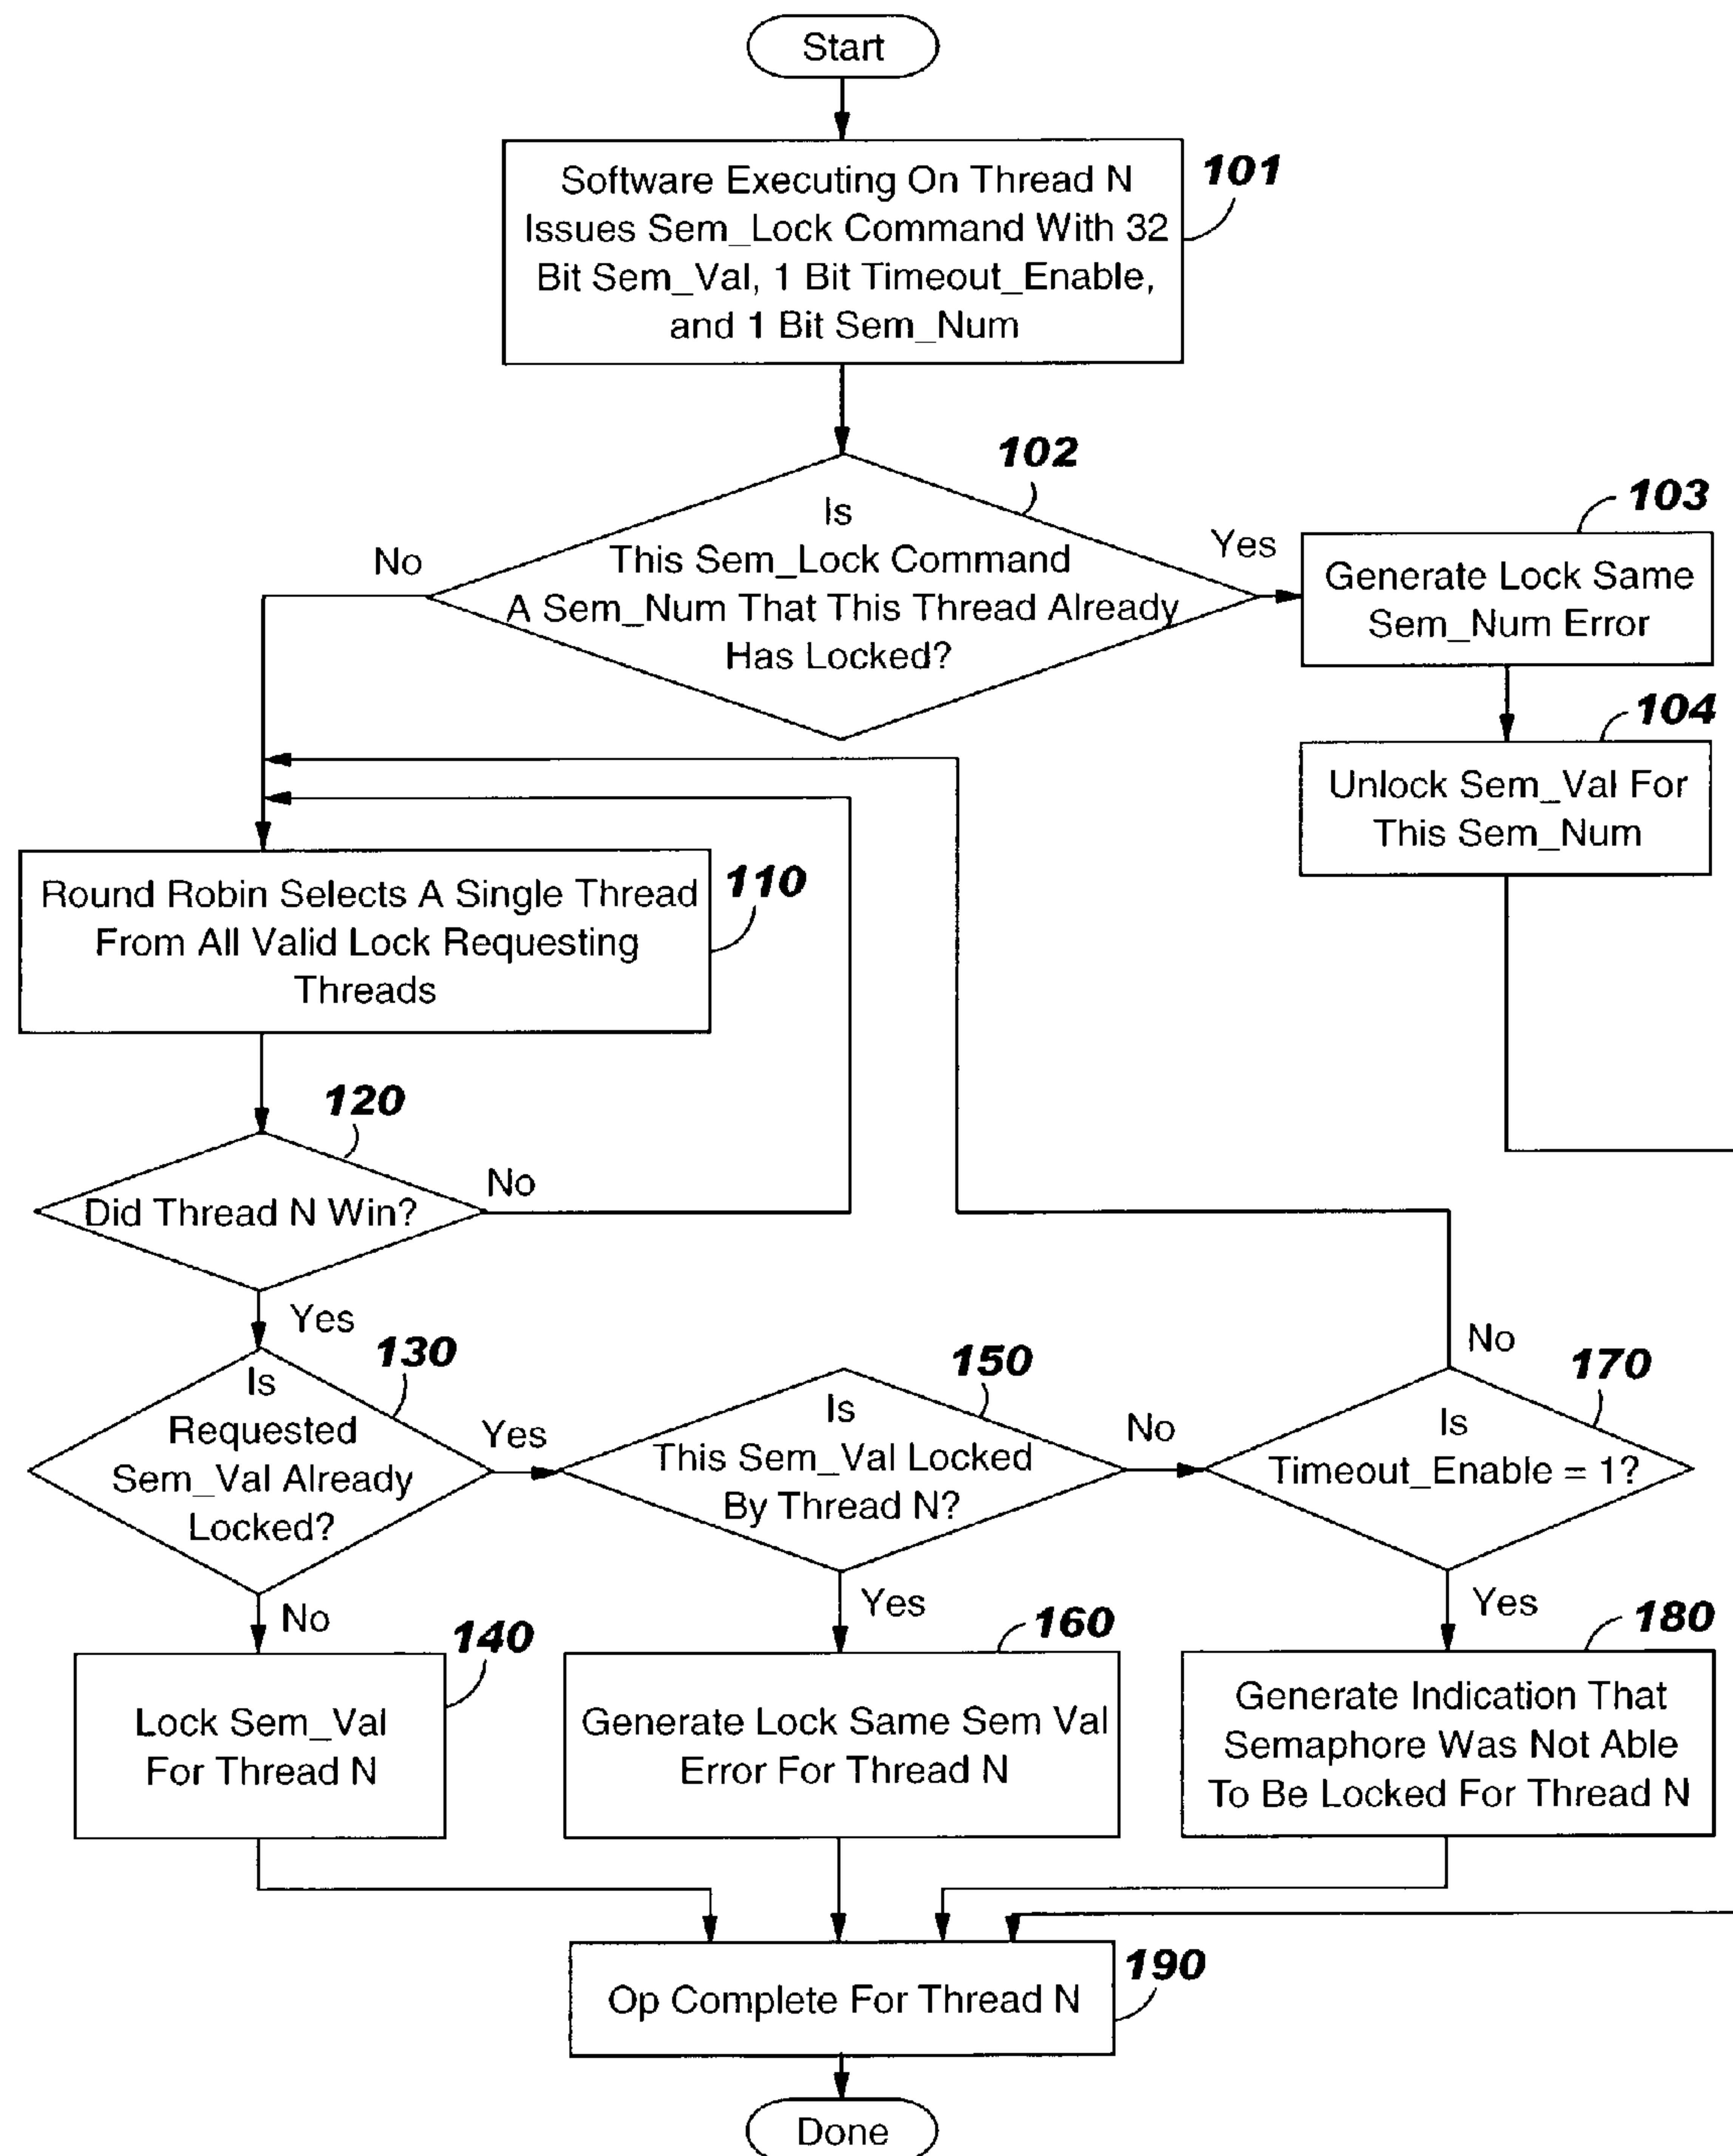 Start
Software Executing On Thread N
Issues Sem_Lock Command With 32
Bit Sem_Val, 1 Bit Timeout_Enable,
and 1 Bit Sem_Num
101
102
Is
This Sem_Lock Command
A Sem_Num That This Thread Already
Has Locked?
No
Yes
103
Generate Lock Same
Sem_Num Error
104
Unlock Sem_Val For
This Sem_Num
Round Robin Selects A Single Thread
From All Valid Lock Requesting
Threads
110
120
Did Thread N Win?
No
Yes
130
Is
Requested
Sem_Val Already
Locked?
Yes
No
150
Is
This Sem_Val Locked
By Thread N?
No
Yes
No
170
Is
Timeout_Enable = 1?
Yes
140
Lock Sem_Val
For Thread N
160
Generate Lock Same Sem Val
Error For Thread N
180
Generate Indication That
Semaphore Was Not Able
To Be Locked For Thread N
190
Op Complete For Thread N
Done